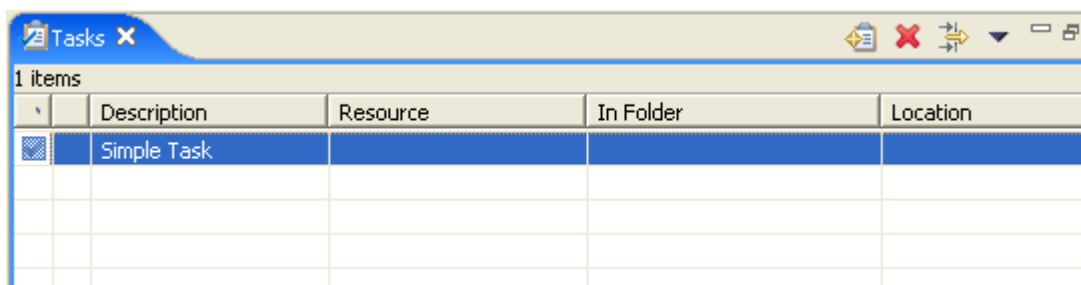 Tasks
1 items
Description Resource In Folder Location
Simple Task